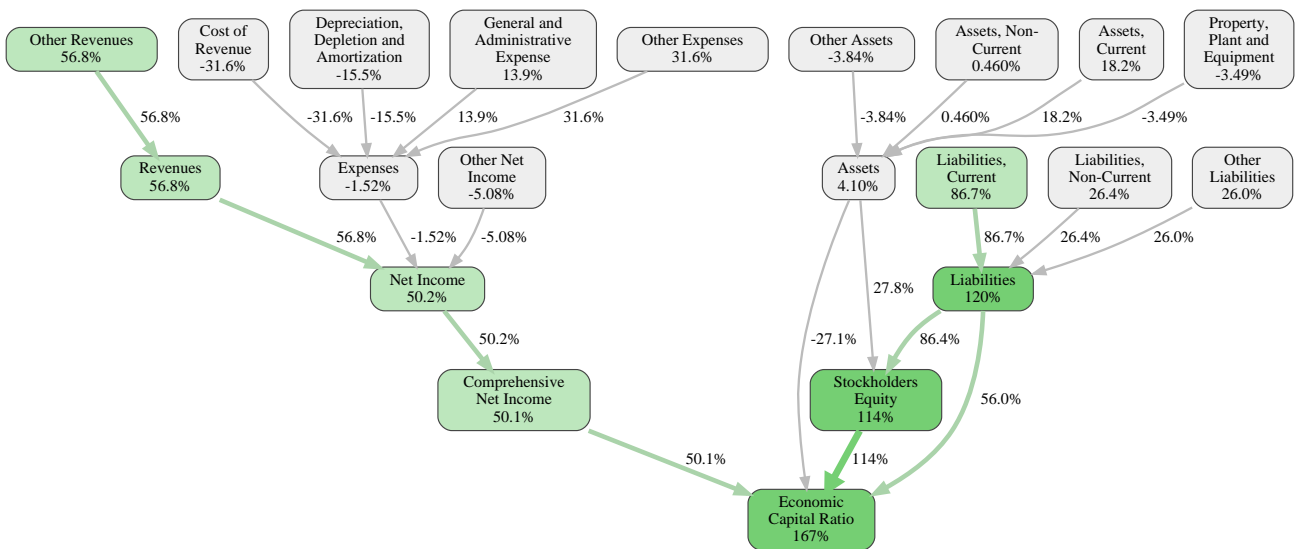 Other Revenues
56.8%
Cost of
Revenue
-31.6%
Depreciation,
Depletion and
Amortization
-15.5%
General and
Administrative
Expense
13.9%
Other Expenses
31.6%
Other Assets
-3.84%
Assets, Non-
Current
0.460%
Assets,
Current
18.2%
Property,
Plant and
Equipment
-3.49%
56.8%
-31.6%
-15.5%
13.9%
31.6%
-3.84%
0.460%
18.2%
-3.49%
Revenues
56.8%
Expenses
-1.52%
Other Net
Income
-5.08%
Assets
4.10%
Liabilities,
Current
86.7%
Liabilities,
Non-Current
26.4%
Other
Liabilities
26.0%
56.8%
-1.52%
-5.08%
86.7%
26.4%
26.0%
Net Income
50.2%
27.8%
Liabilities
120%
50.2%
-27.1%
86.4%
Comprehensive
Net Income
50.1%
Stockholders
Equity
114%
56.0%
50.1%
114%
Economic
Capital Ratio
167%